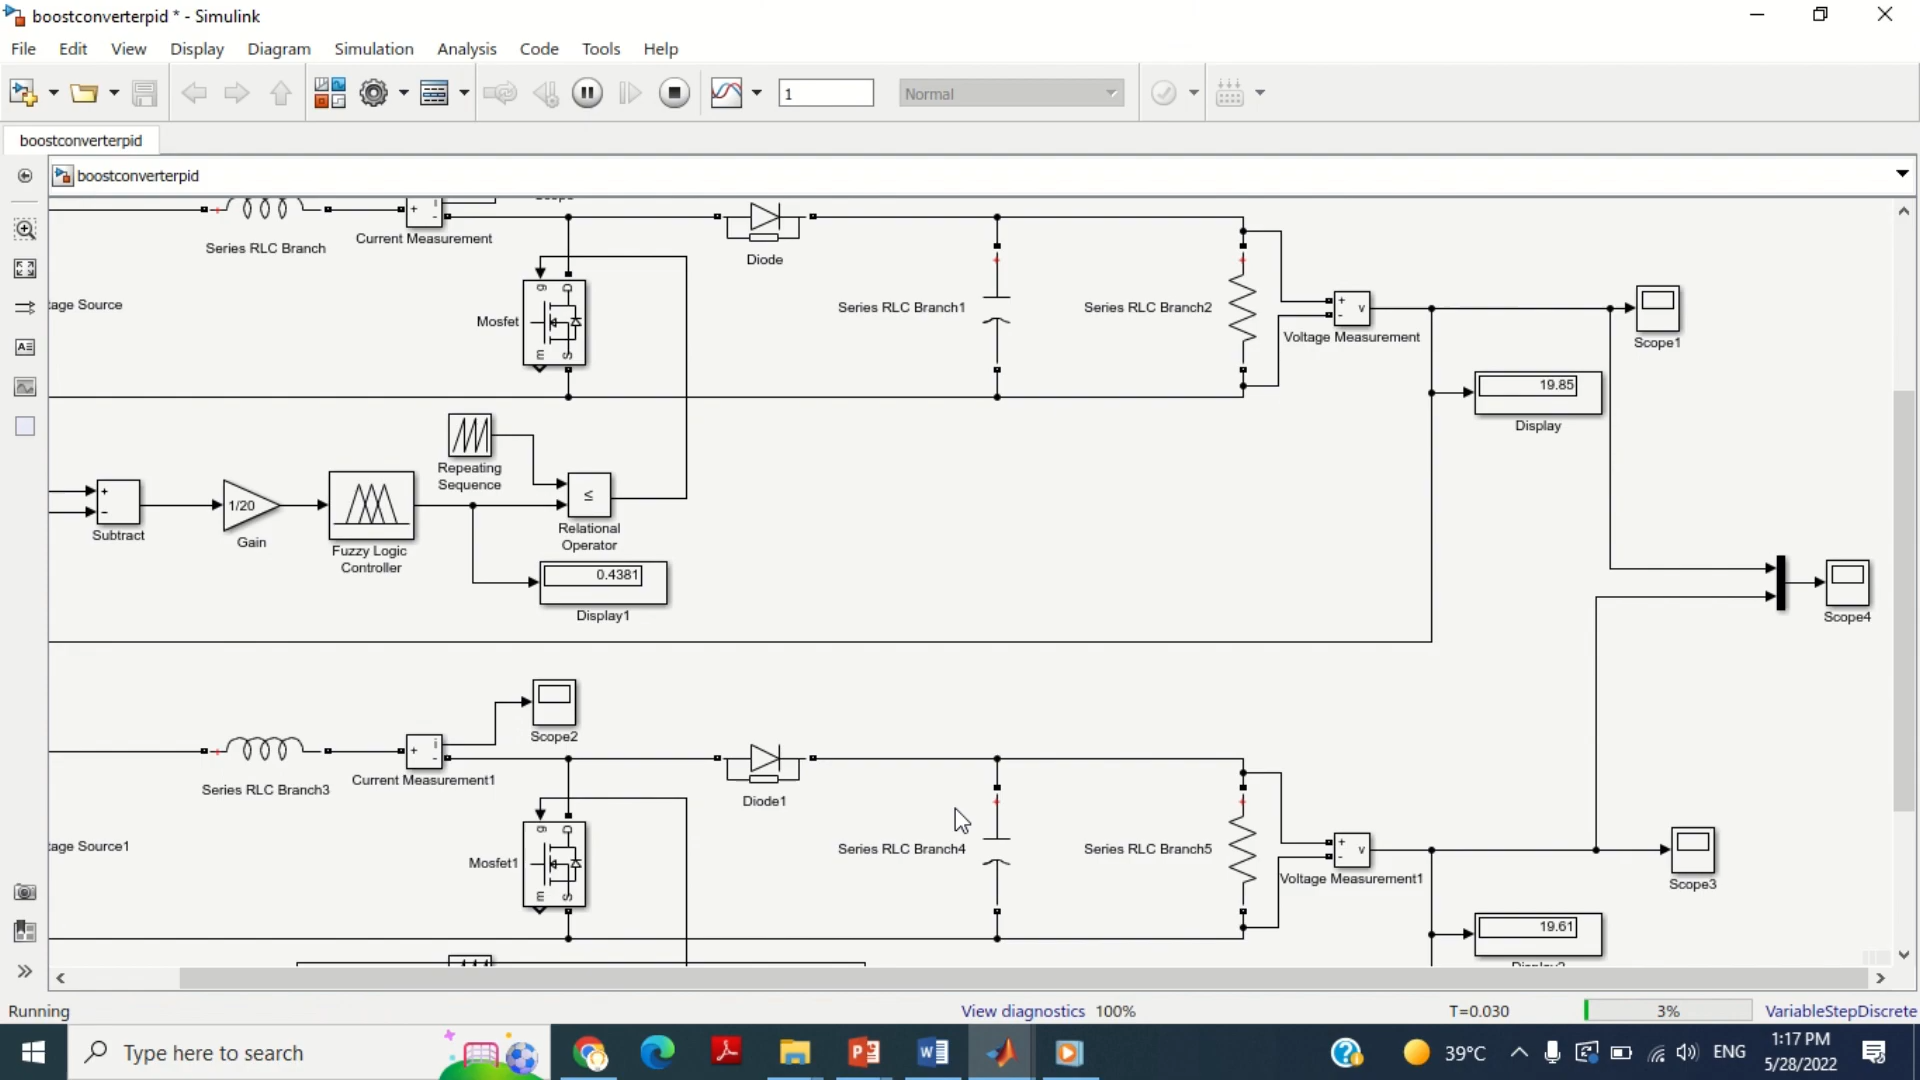 boostconverterpid * - Simulink
File Edit View Display Diagram Simulation Analysis Code Tools Help
1
Normal
boostconverterpid
boostconverterpid
Series RLC Branch
Current Measurement
Diode
tage Source
Mosfet
g D
m S
Series RLC Branch1
Series RLC Branch2
+
-
v
Voltage Measurement
Scope1
19.85
Display
Repeating
Sequence
+
-
Subtract
1/20
Gain
Fuzzy Logic
Controller
≤
Relational
Operator
0.4381
Display1
Scope4
Scope2
+
i
-
Series RLC Branch3
Current Measurement1
Diode1
tage Source1
Mosfet1
g D
m S
Series RLC Branch4
Series RLC Branch5
+
-
v
Voltage Measurement1
Scope3
19.61
Running
View diagnostics 100%
T=0.030
3%
VariableStepDiscrete
Type here to search
39°C
ENG
1:17 PM
5/28/2022